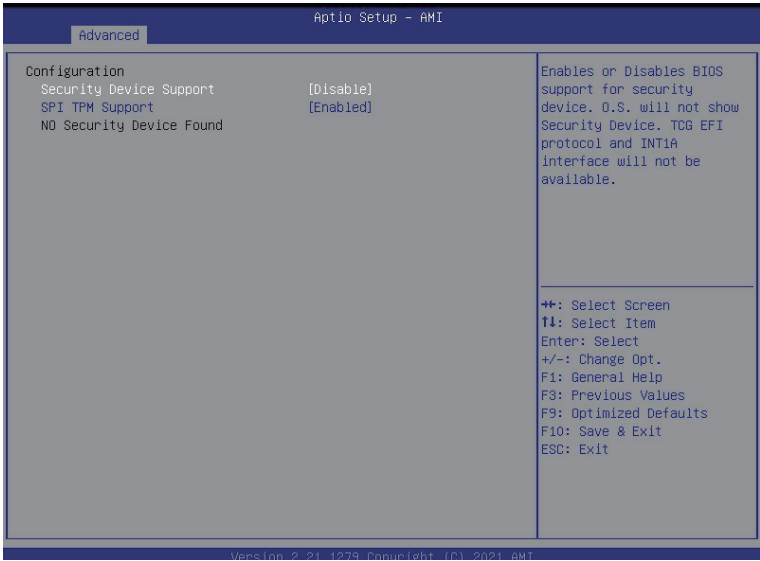 Aptio Setup – AMI
Advanced
Configuration
Security Device Support [Disable]
SPI TPM Support [Enabled]
NO Security Device Found
Enables or Disables BIOS
support for security
device. O.S. will not show
Security Device. TCG EFI
protocol and INT1A
interface will not be
available.
→←: Select Screen
↑↓: Select Item
Enter: Select
+/-: Change Opt.
F1: General Help
F3: Previous Values
F9: Optimized Defaults
F10: Save & Exit
ESC: Exit
Version 2.21.1279 Copyright (C) 2021 AMI